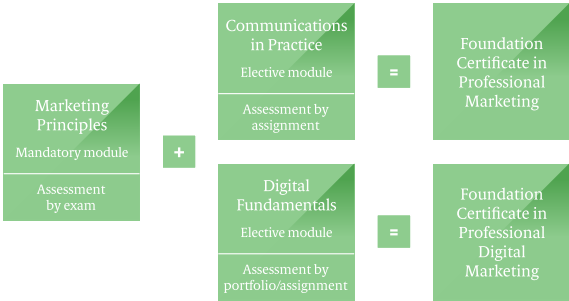 Marketing
Principles
Mandatory module
Assessment
by exam
+
Communications
in Practice
Elective module
Assessment by
assignment
=
Foundation
Certificate in
Professional
Marketing
Digital
Fundamentals
Elective module
Assessment by
portfolio/assignment
=
Foundation
Certificate in
Professional
Digital
Marketing